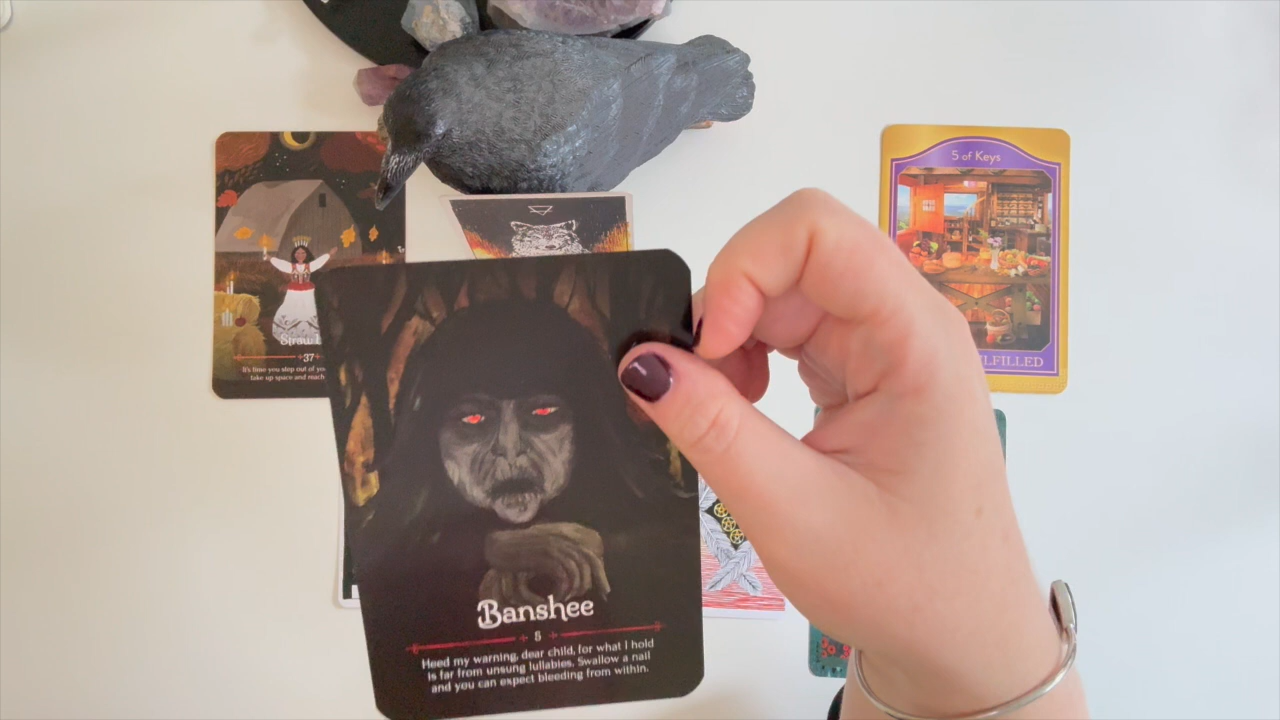 5 of Keys
ULFILLED
Straw
37
It's time you step out of
take up space and reach
Banshee
5
Heed my warning, dear child, for what I hold
is far from unsung lullabies. Swallow a nail
and you can expect bleeding from within.